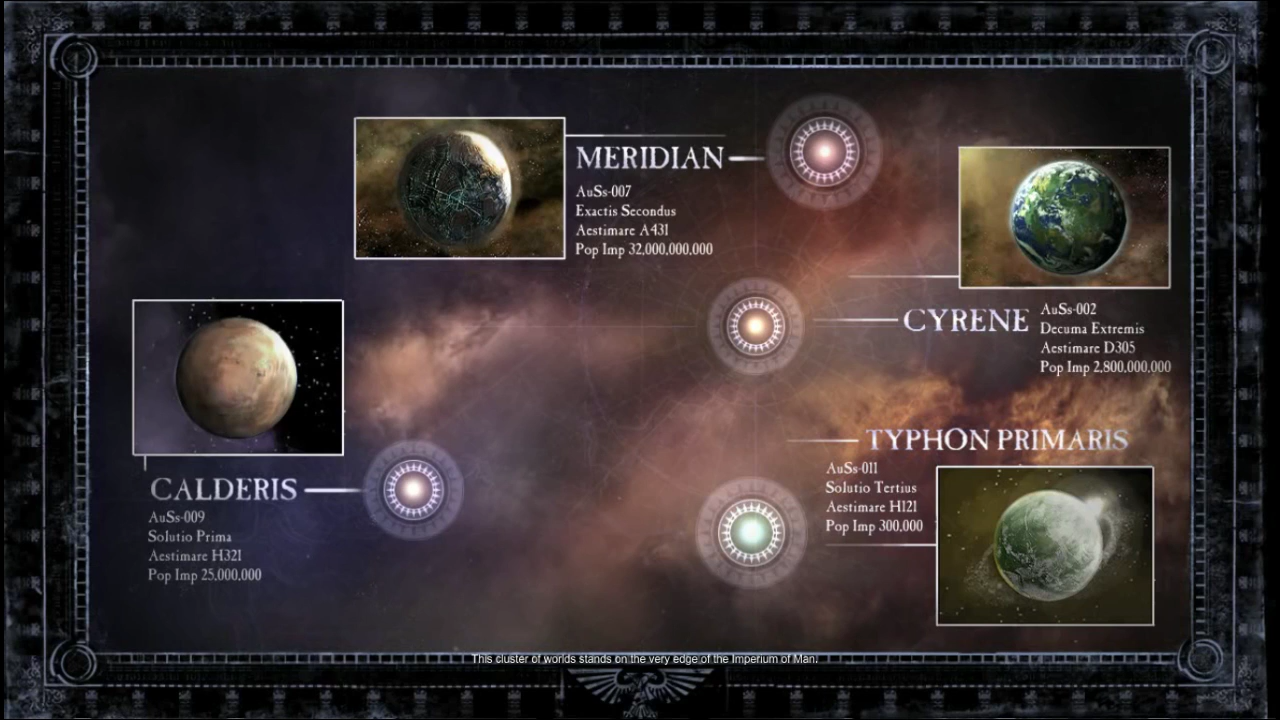 MERIDIAN
AuSs-007
Exactis Secondus
Aestimare A431
Pop Imp 32,000,000,000
CYRENE
AuSs-002
Decuma Extremis
Aestimare D305
Pop Imp 2,800,000,000
TYPHON PRIMARIS
AuSs-011
Solutio Tertius
Aestimare H121
Pop Imp 300,000
CALDERIS
AuSs-009
Solutio Prima
Aestimare H321
Pop Imp 25,000,000
This cluster of worlds stands on the very edge of the Imperium of Man.